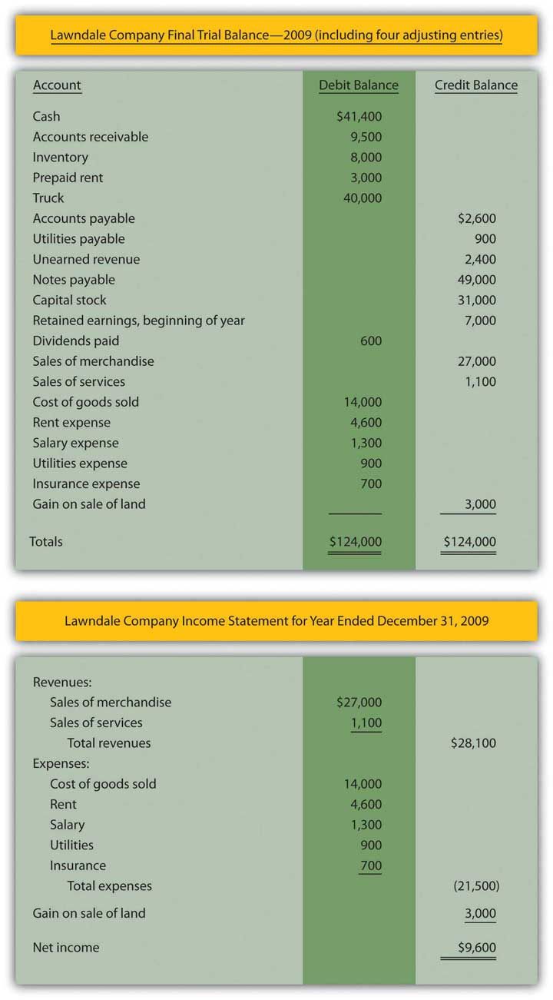 Lawndale Company Final Trial Balance—2009 (including four adjusting entries)
Account Debit Balance Credit Balance
Cash $41,400
Accounts receivable 9,500
Inventory 8,000
Prepaid rent 3,000
Truck 40,000
Accounts payable $2,600
Utilities payable 900
Unearned revenue 2,400
Notes payable 49,000
Capital stock 31,000
Retained earnings, beginning of year 7,000
Dividends paid 600
Sales of merchandise 27,000
Sales of services 1,100
Cost of goods sold 14,000
Rent expense 4,600
Salary expense 1,300
Utilities expense 900
Insurance expense 700
Gain on sale of land 3,000
Totals $124,000 $124,000
Lawndale Company Income Statement for Year Ended December 31, 2009
Revenues:
Sales of merchandise $27,000
Sales of services 1,100
Total revenues $28,100
Expenses:
Cost of goods sold 14,000
Rent 4,600
Salary 1,300
Utilities 900
Insurance 700
Total expenses (21,500)
Gain on sale of land 3,000
Net income $9,600